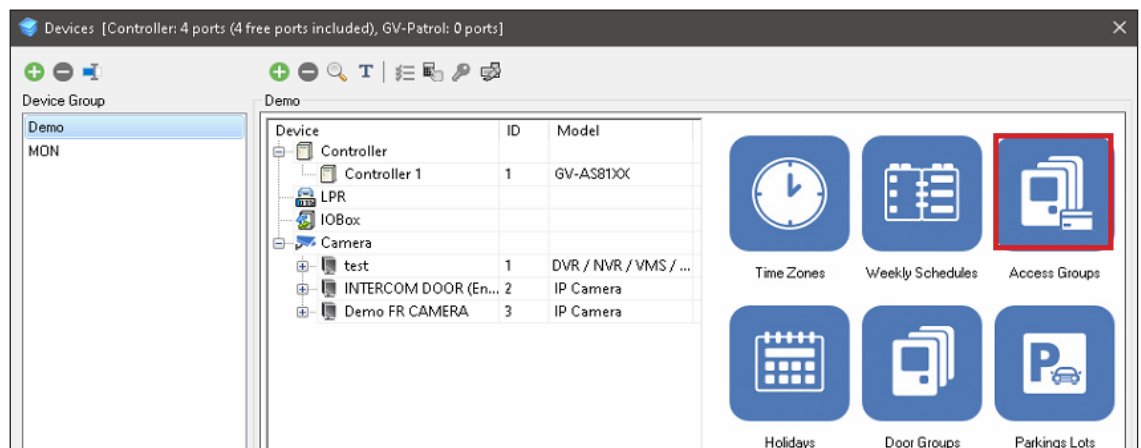 Devices [Controller: 4 ports (4 free ports included), GV-Patrol: 0 ports]
T
Device Group
Demo
MON
Demo
Device ID Model
Controller
Controller 1 1 GV-AS81XX
LPR
IOBox
Camera
test 1 DVR / NVR / VMS / ...
INTERCOM DOOR (En... 2 IP Camera
Demo FR CAMERA 3 IP Camera
Time Zones
Weekly Schedules
Access Groups
P
Holidays
Door Groups
Parkings Lots